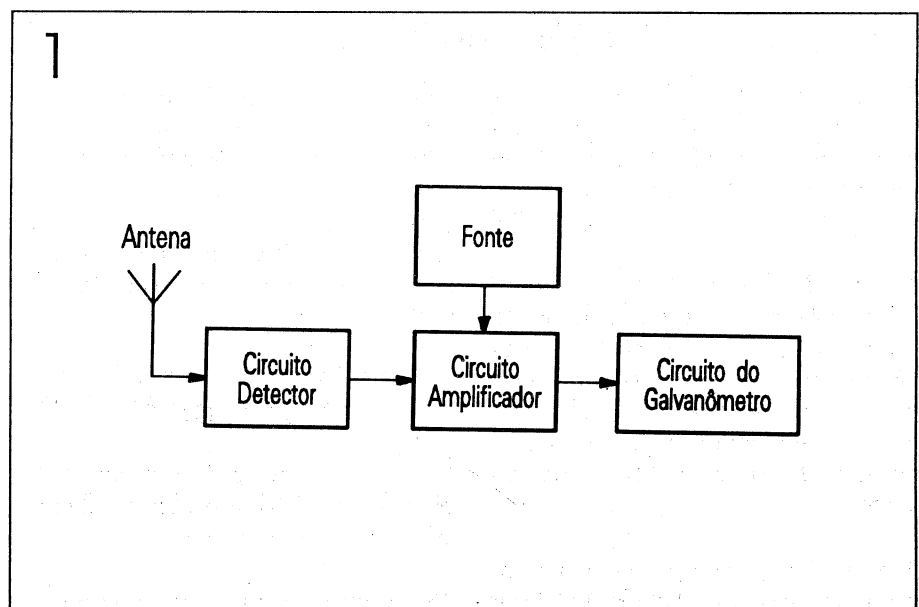 1
Antena
Fonte
Circuito
Detector
Circuito
Amplificador
Circuito do
Galvanômetro